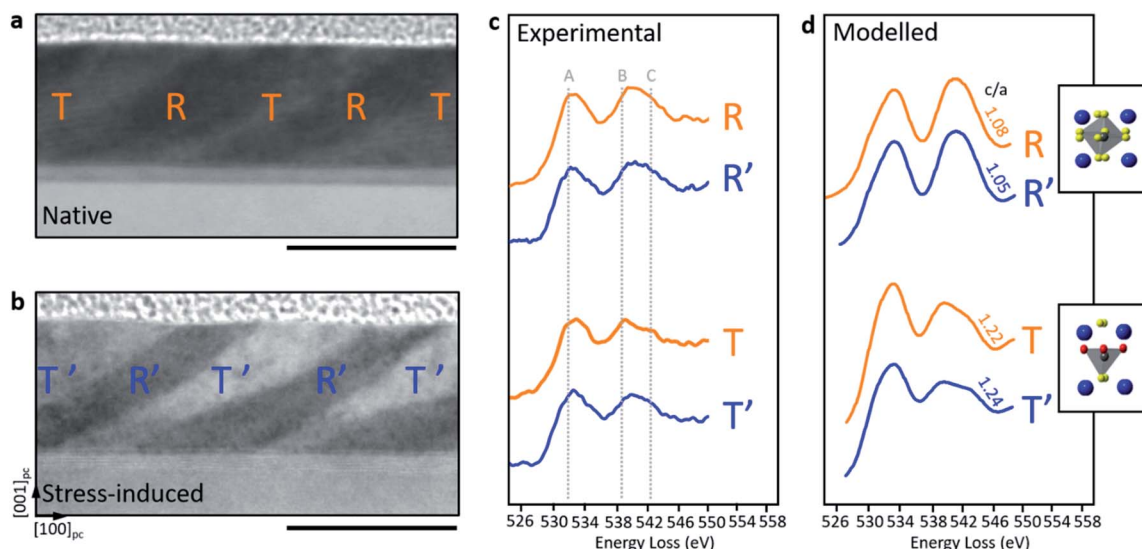 a
T R T R T
Native
b
T' R' T' R' T'
[001]pc
Stress-induced
[100]pc
c
Experimental
A B C
R
R'
T
T'
526 530 534 538 542 546 550 554 558
Energy Loss (eV)
d
Modelled
c/a
1.08
R
1.05
R'
1.22
T
1.24
T'
526 530 534 538 542 546 550 554 558
Energy Loss (eV)